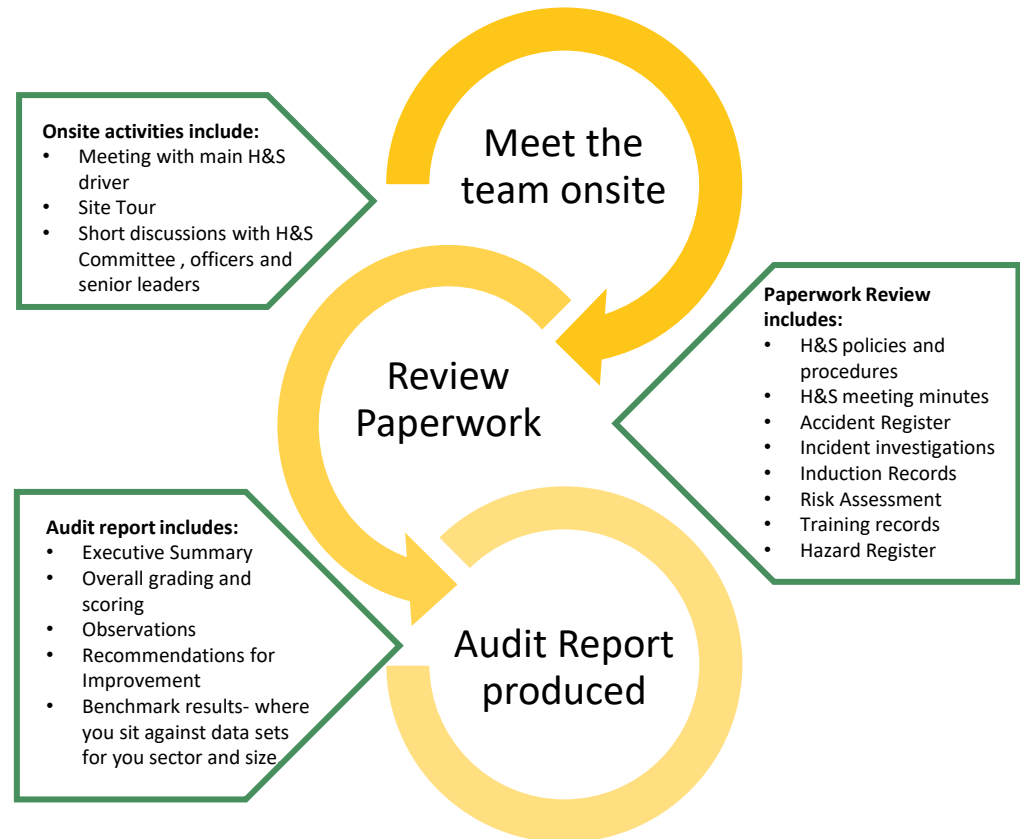 Meet the
team onsite
Onsite activities include:
• Meeting with main H&S
driver
• Site Tour
• Short discussions with H&S
Committee , officers and
senior leaders
Review
Paperwork
Paperwork Review
includes:
• H&S policies and
procedures
• H&S meeting minutes
• Accident Register
• Incident investigations
• Induction Records
• Risk Assessment
• Training records
• Hazard Register
Audit Report
produced
Audit report includes:
• Executive Summary
• Overall grading and
scoring
• Observations
• Recommendations for
Improvement
• Benchmark results- where
you sit against data sets
for you sector and size